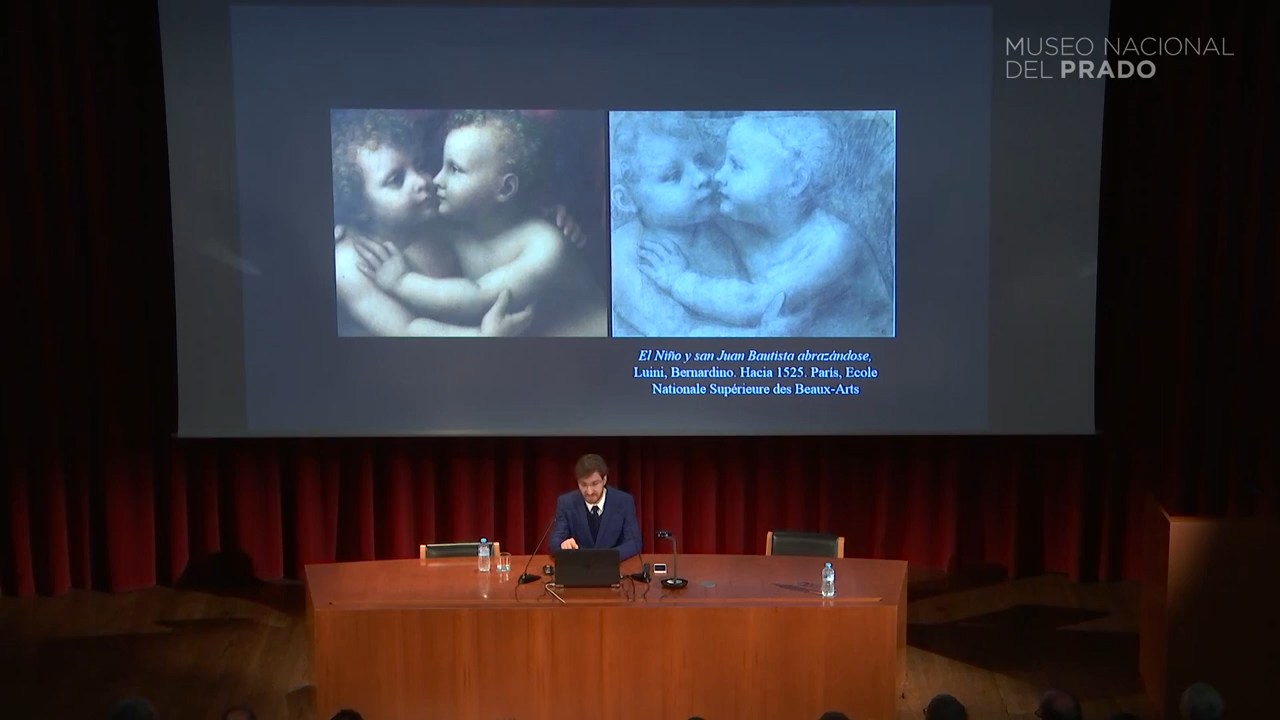 MUSEO NACIONAL
DEL PRADO
El Niño y san Juan Bautista abrazándose,
Luini, Bernardino. Hacia 1525. París, Ecole
Nationale Supérieure des Beaux-Arts